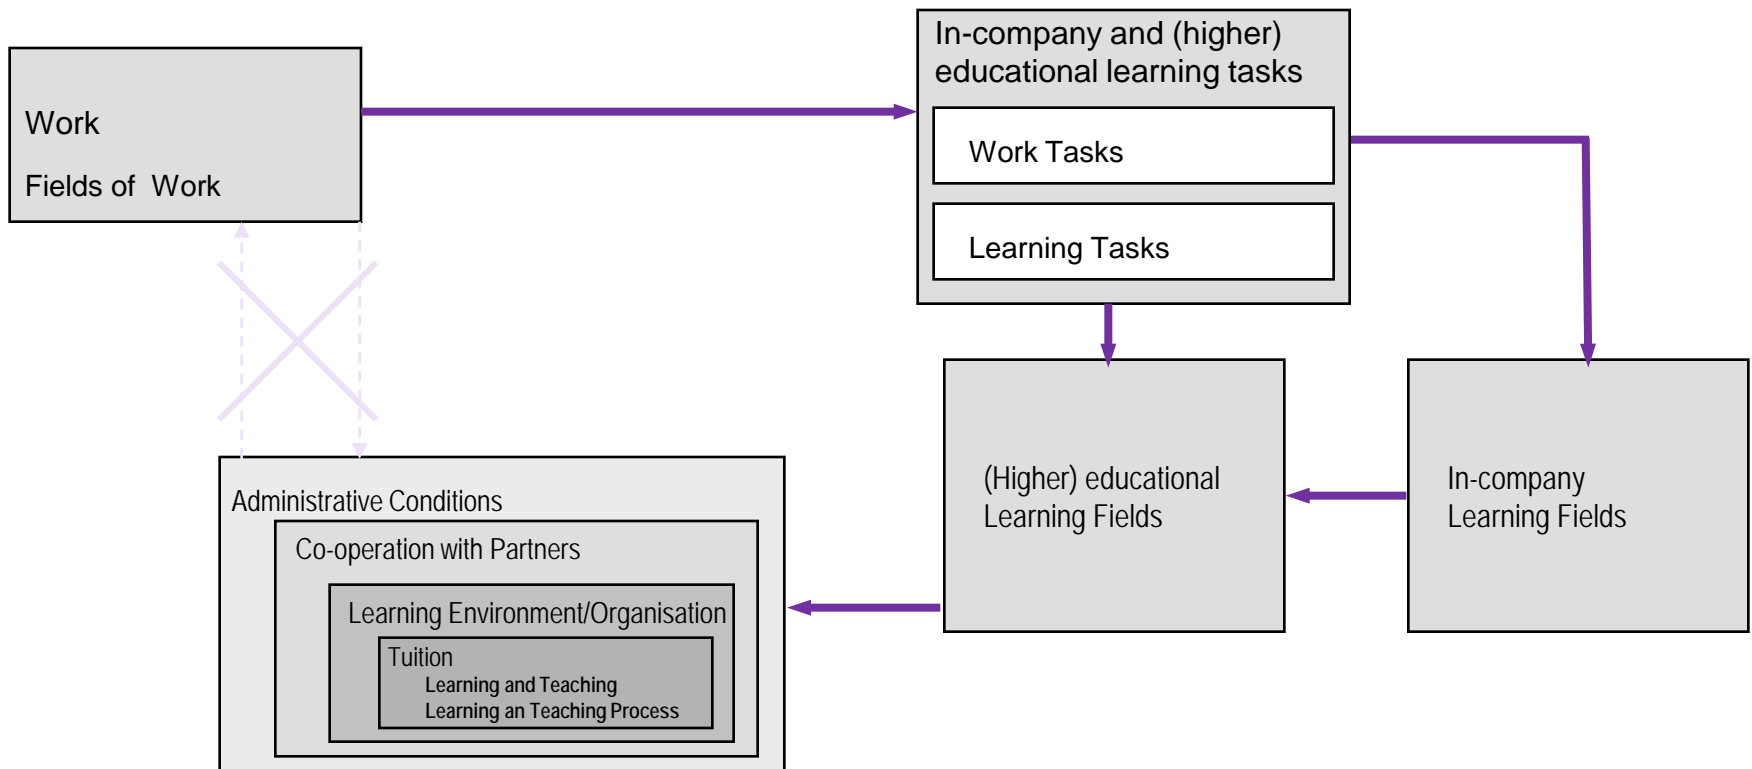 Work
Fields of  Work
In-company and (higher)
educational learning tasks
Work Tasks
Learning Tasks
(Higher) educational
Learning Fields
In-company
Learning Fields
Administrative Conditions
Co-operation with Partners
Learning Environment/Organisation
Tuition
Learning and Teaching
Learning an Teaching Process